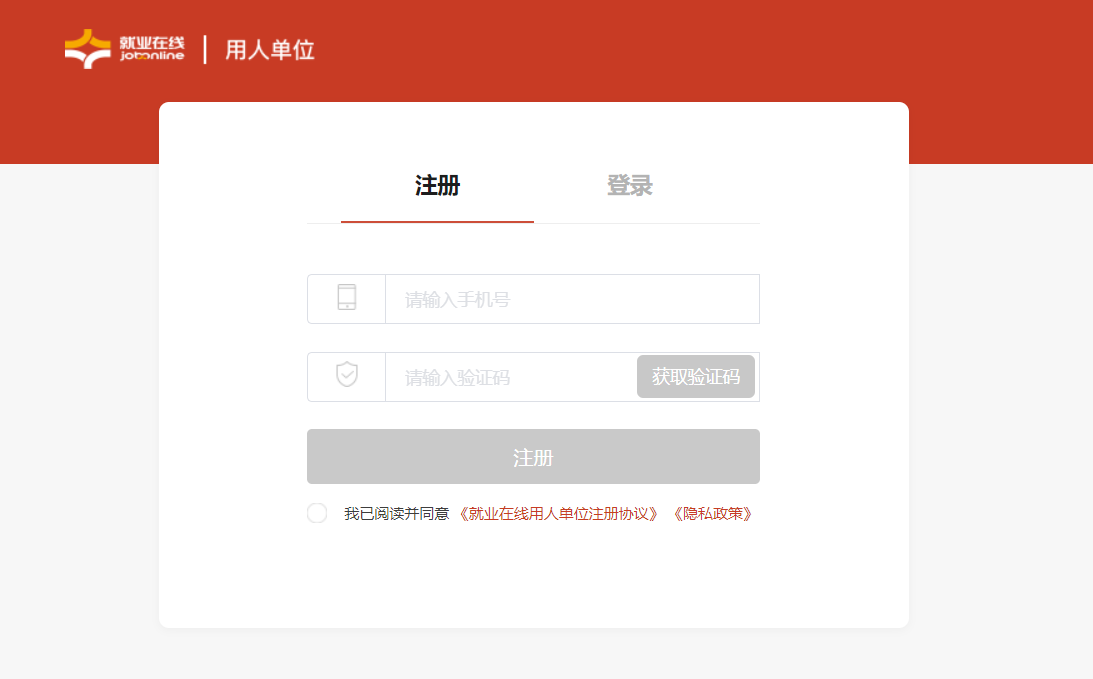 就业在线
jobonline
用人单位
注册 登录
请输入手机号
请输入验证码 获取验证码
注册
我已阅读并同意 《就业在线用人单位注册协议》 《隐私政策》